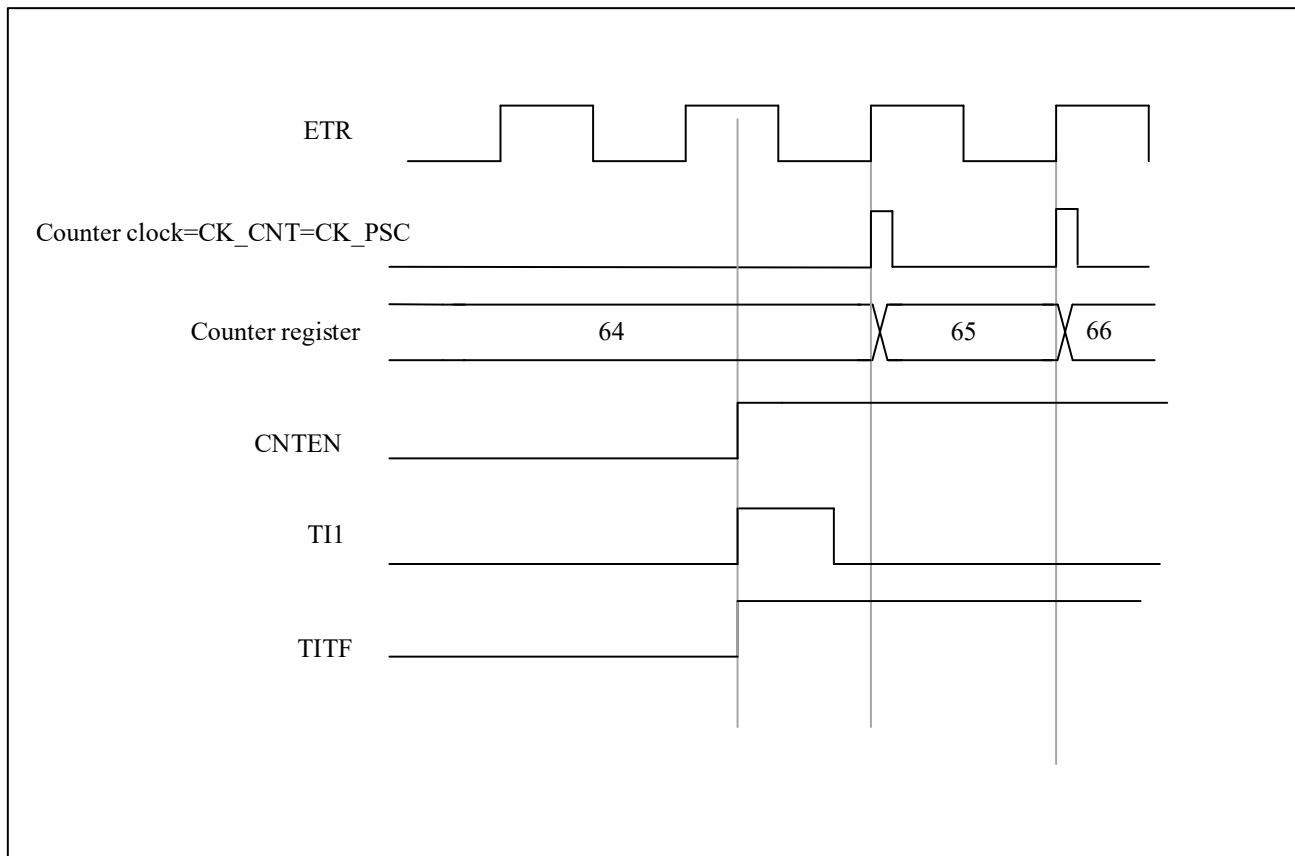 ETR
Counter clock=CK_CNT=CK_PSC
Counter register 64 65 66
CNTEN
TI1
TITF